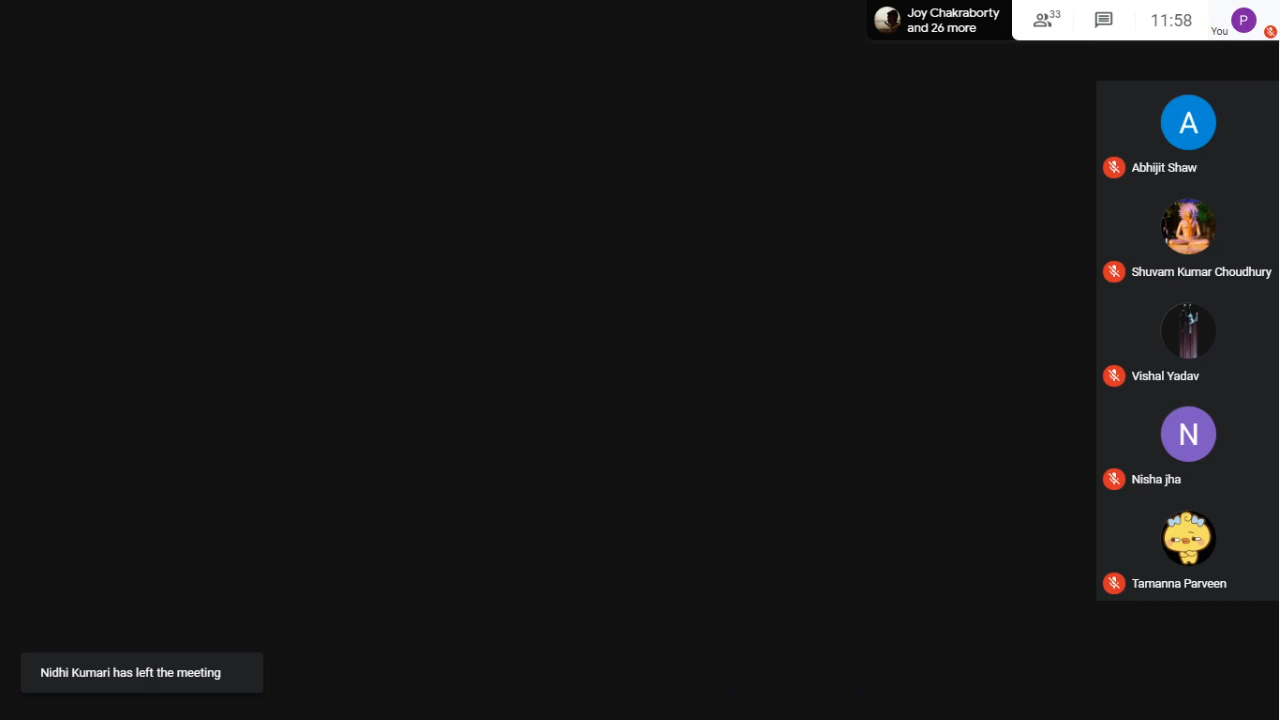 Joy Chakraborty
and 26 more
33
11:58
You
P
A
Abhijit Shaw
Shuvam Kumar Choudhury
Vishal Yadav
N
Nisha jha
Tamanna Parveen
Nidhi Kumari has left the meeting